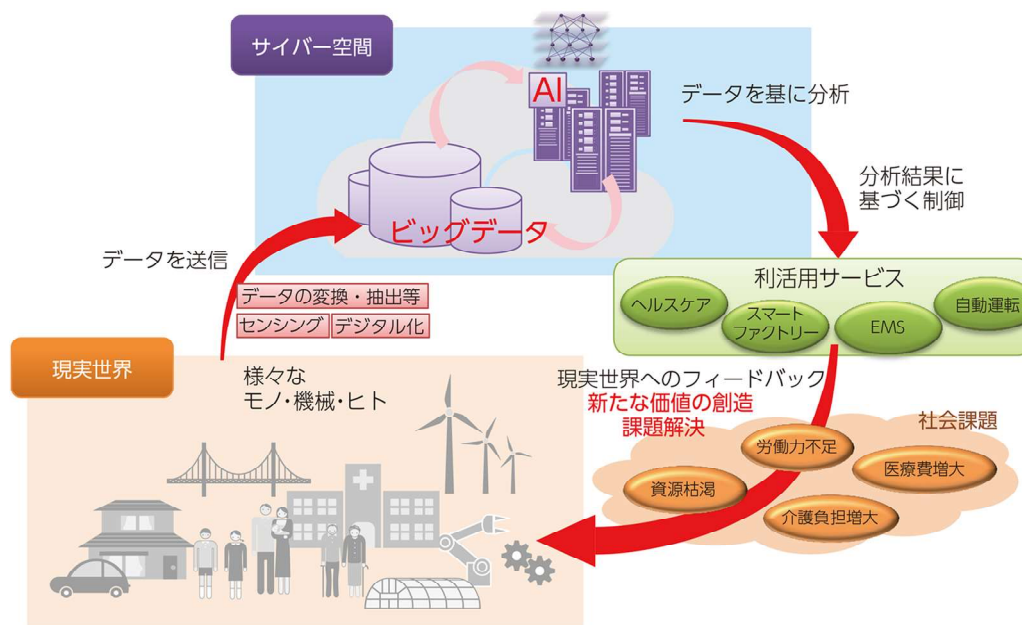 サイバー空間
AI
データを基に分析
分析結果に
基づく制御
ビッグデータ
データを送信
データの変換・抽出等
センシング
デジタル化
利活用サービス
ヘルスケア
スマート
ファクトリー
EMS
自動運転
現実世界
様々な
モノ・機械・ヒト
現実世界へのフィードバック
新たな価値の創造
課題解決
社会課題
労働力不足
医療費増大
資源枯渇
介護負担増大